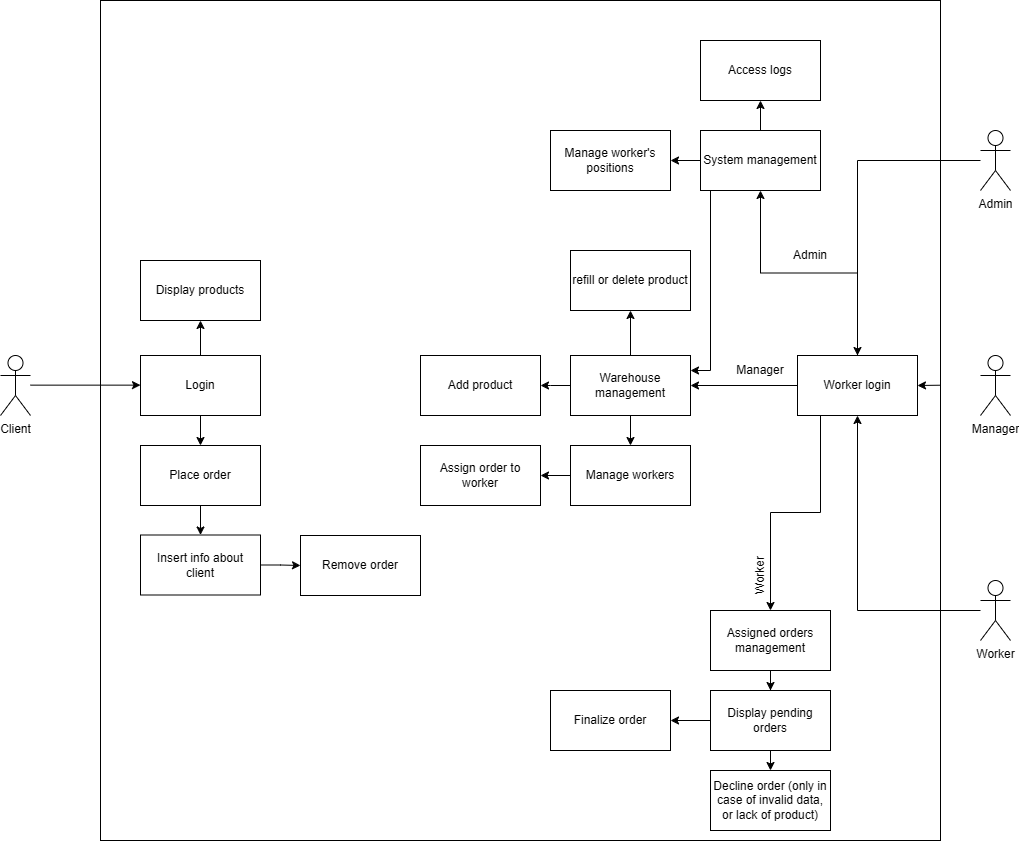 Access logs
Manage worker's
positions
System management
Admin
Admin
refill or delete product
Display products
Manager
Login
Add product
Warehouse
management
Worker login
Client
Manager
Place order
Assign order to
worker
Manage workers
Insert info about
client
Remove order
Worker
Assigned orders
management
Worker
Finalize order
Display pending
orders
Decline order (only in
case of invalid data,
or lack of product)